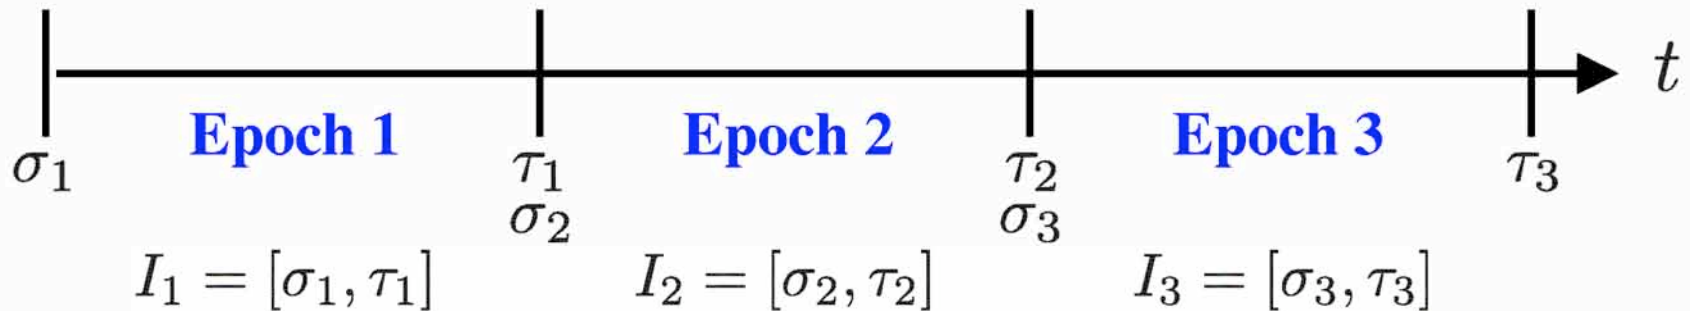 t
Epoch 1 Epoch 2 Epoch 3
σ₁ τ₁ τ₂ τ₃
σ₂ σ₃
I₁ = [σ₁, τ₁] I₂ = [σ₂, τ₂] I₃ = [σ₃, τ₃]